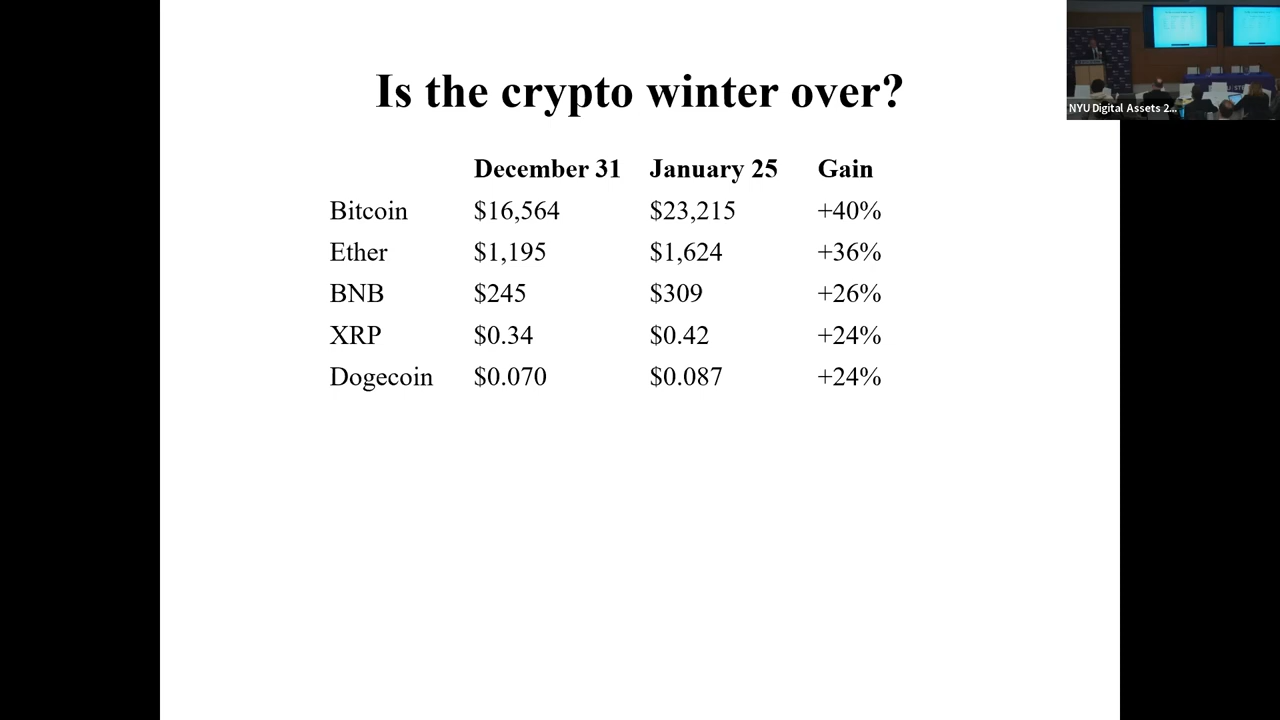 Is the crypto winter over?
December 31 January 25 Gain
Bitcoin $16,564 $23,215 +40%
Ether $1,195 $1,624 +36%
BNB $245 $309 +26%
XRP $0.34 $0.42 +24%
Dogecoin $0.070 $0.087 +24%
NYU Digital Assets 2...